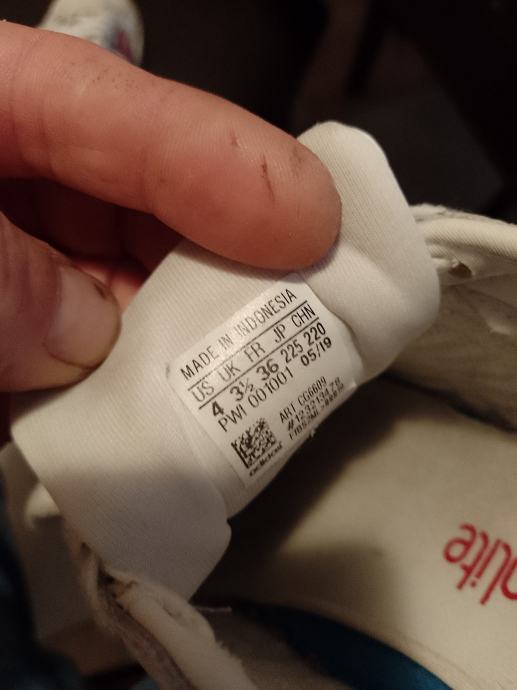 MADE IN INDONESIA
US UK FR JP CHN
4 3½ 36 225 220
PWI 001001 05/19
ART CG6609
adidas
olite